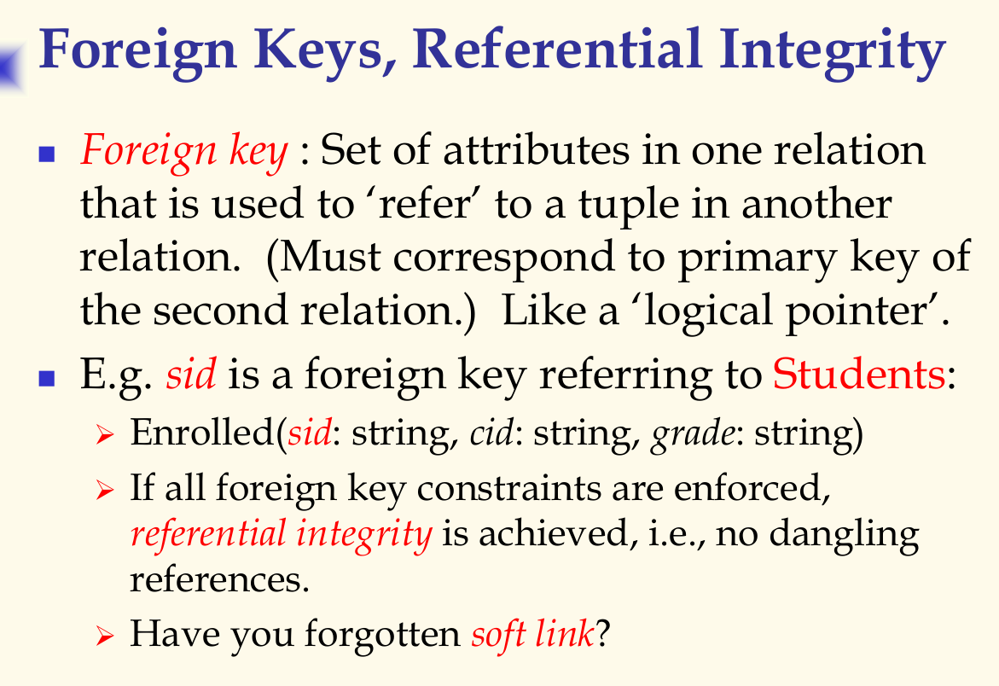 Foreign Keys, Referential Integrity
Foreign key : Set of attributes in one relation
that is used to ‘refer’ to a tuple in another
relation.  (Must correspond to primary key of
the second relation.)  Like a ‘logical pointer’.
E.g. sid is a foreign key referring to Students:
Enrolled(sid: string, cid: string, grade: string)
If all foreign key constraints are enforced,
referential integrity is achieved, i.e., no dangling
references.
Have you forgotten soft link?